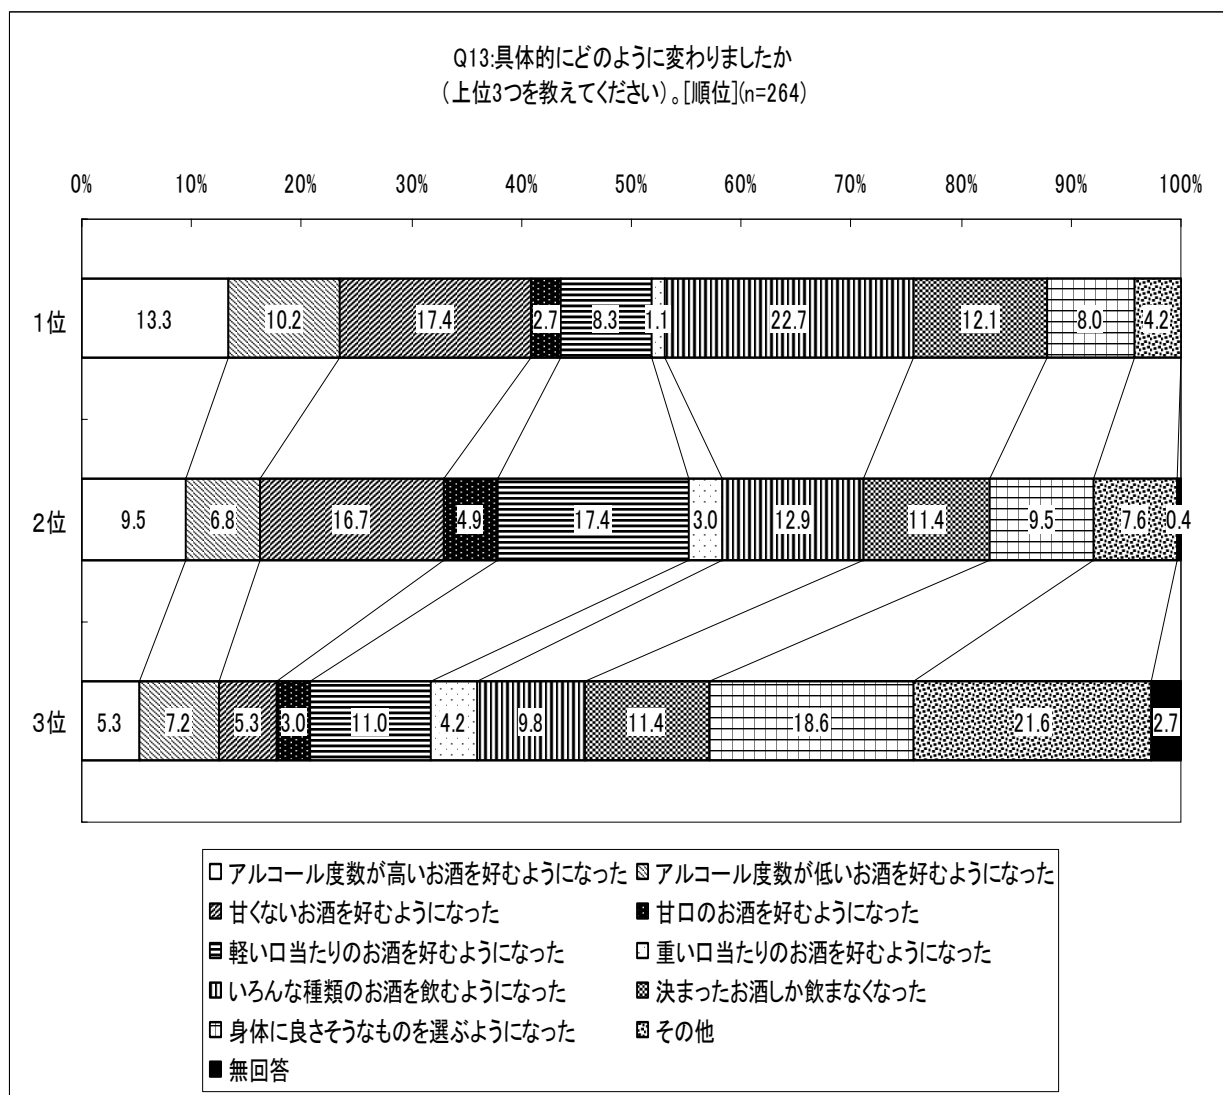 Q13:具体的にどのように変わりましたか
(上位3つを教えてください)。[順位](n=264)
0% 10% 20% 30% 40% 50% 60% 70% 80% 90% 100%
1位 13.3 10.2 17.4 2.7 8.3 1.1 22.7 12.1 8.0 4.2
2位 9.5 6.8 16.7 4.9 17.4 3.0 12.9 11.4 9.5 7.6 0.4
3位 5.3 7.2 5.3 3.0 11.0 4.2 9.8 11.4 18.6 21.6 2.7
アルコール度数が高いお酒を好むようになった アルコール度数が低いお酒を好むようになった
甘くないお酒を好むようになった 甘口のお酒を好むようになった
軽い口当たりのお酒を好むようになった 重い口当たりのお酒を好むようになった
いろんな種類のお酒を飲むようになった 決まったお酒しか飲まなくなった
身体に良さそうなものを選ぶようになった その他
無回答